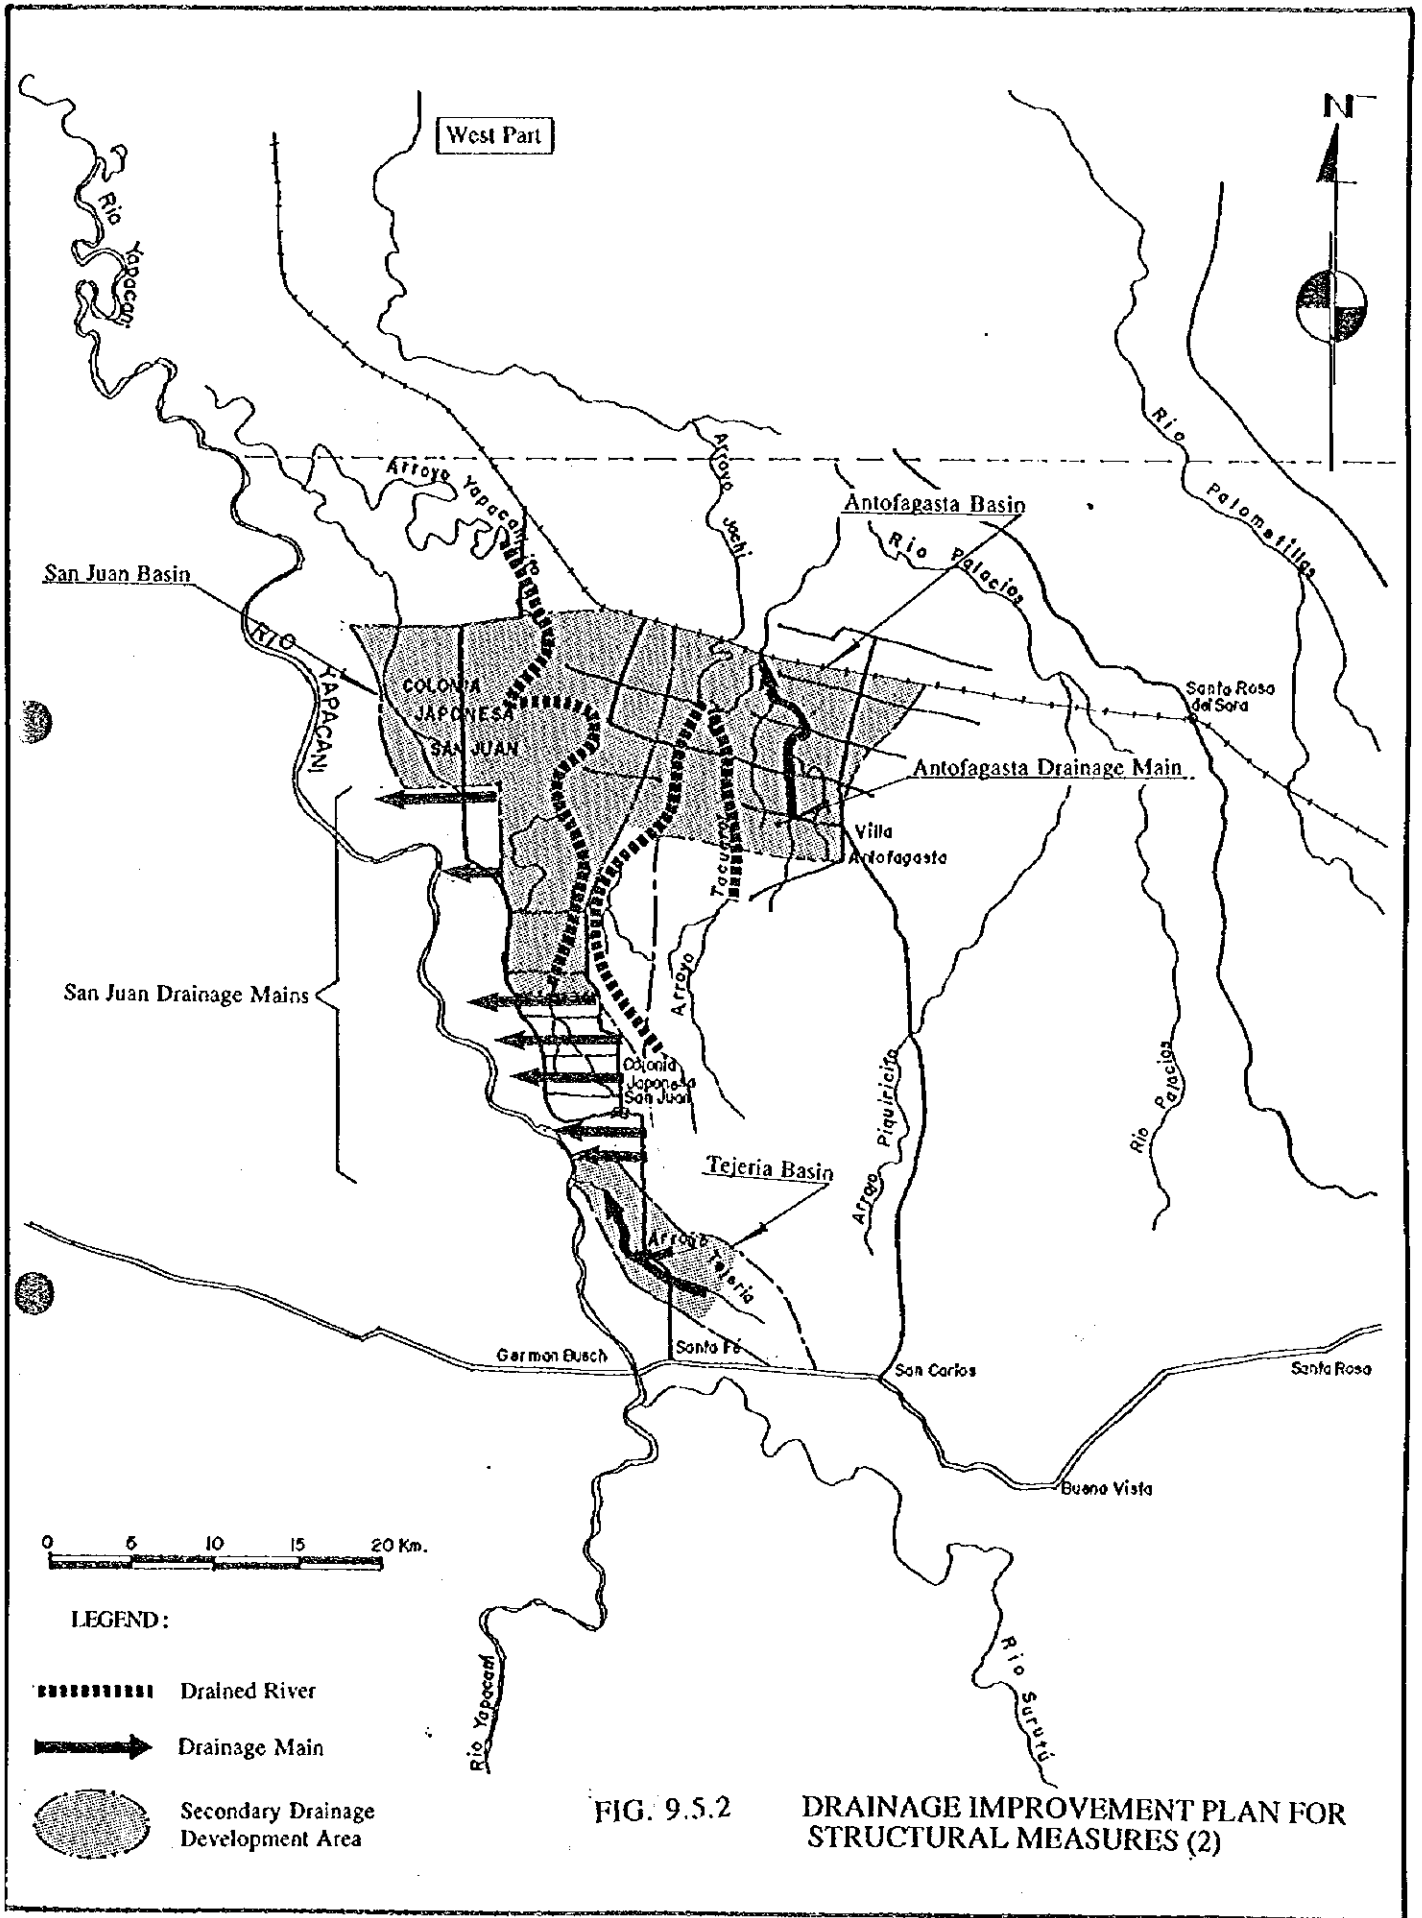 West Part
N
Rio
Yapacani
Arroyo Yapacanicito
Arroyo
Jochi
Antofagasta Basin
Rio Palacios
Rio
Palometillas
San Juan Basin
RIO
YAPACANI
COLONIA
JAPONESA
SAN JUAN
Santa Rosa
del Sara
Antofagasta Drainage Main
Villa
Antofagasta
Arroyo Tacuaro
San Juan Drainage Mains
Colonia
Japonesa
San Juan
Arroyo Piquiricito
Rio Palacios
Tejeria Basin
Arroyo Tejeria
German Busch
Santa Fé
San Carlos
Santa Rosa
Buena Vista
0 5 10 15 20 Km.
LEGEND:
Drained River
Drainage Main
Secondary Drainage
Development Area
Rio Yapacani
Rio Surutú
FIG. 9.5.2 DRAINAGE IMPROVEMENT PLAN FOR
STRUCTURAL MEASURES (2)